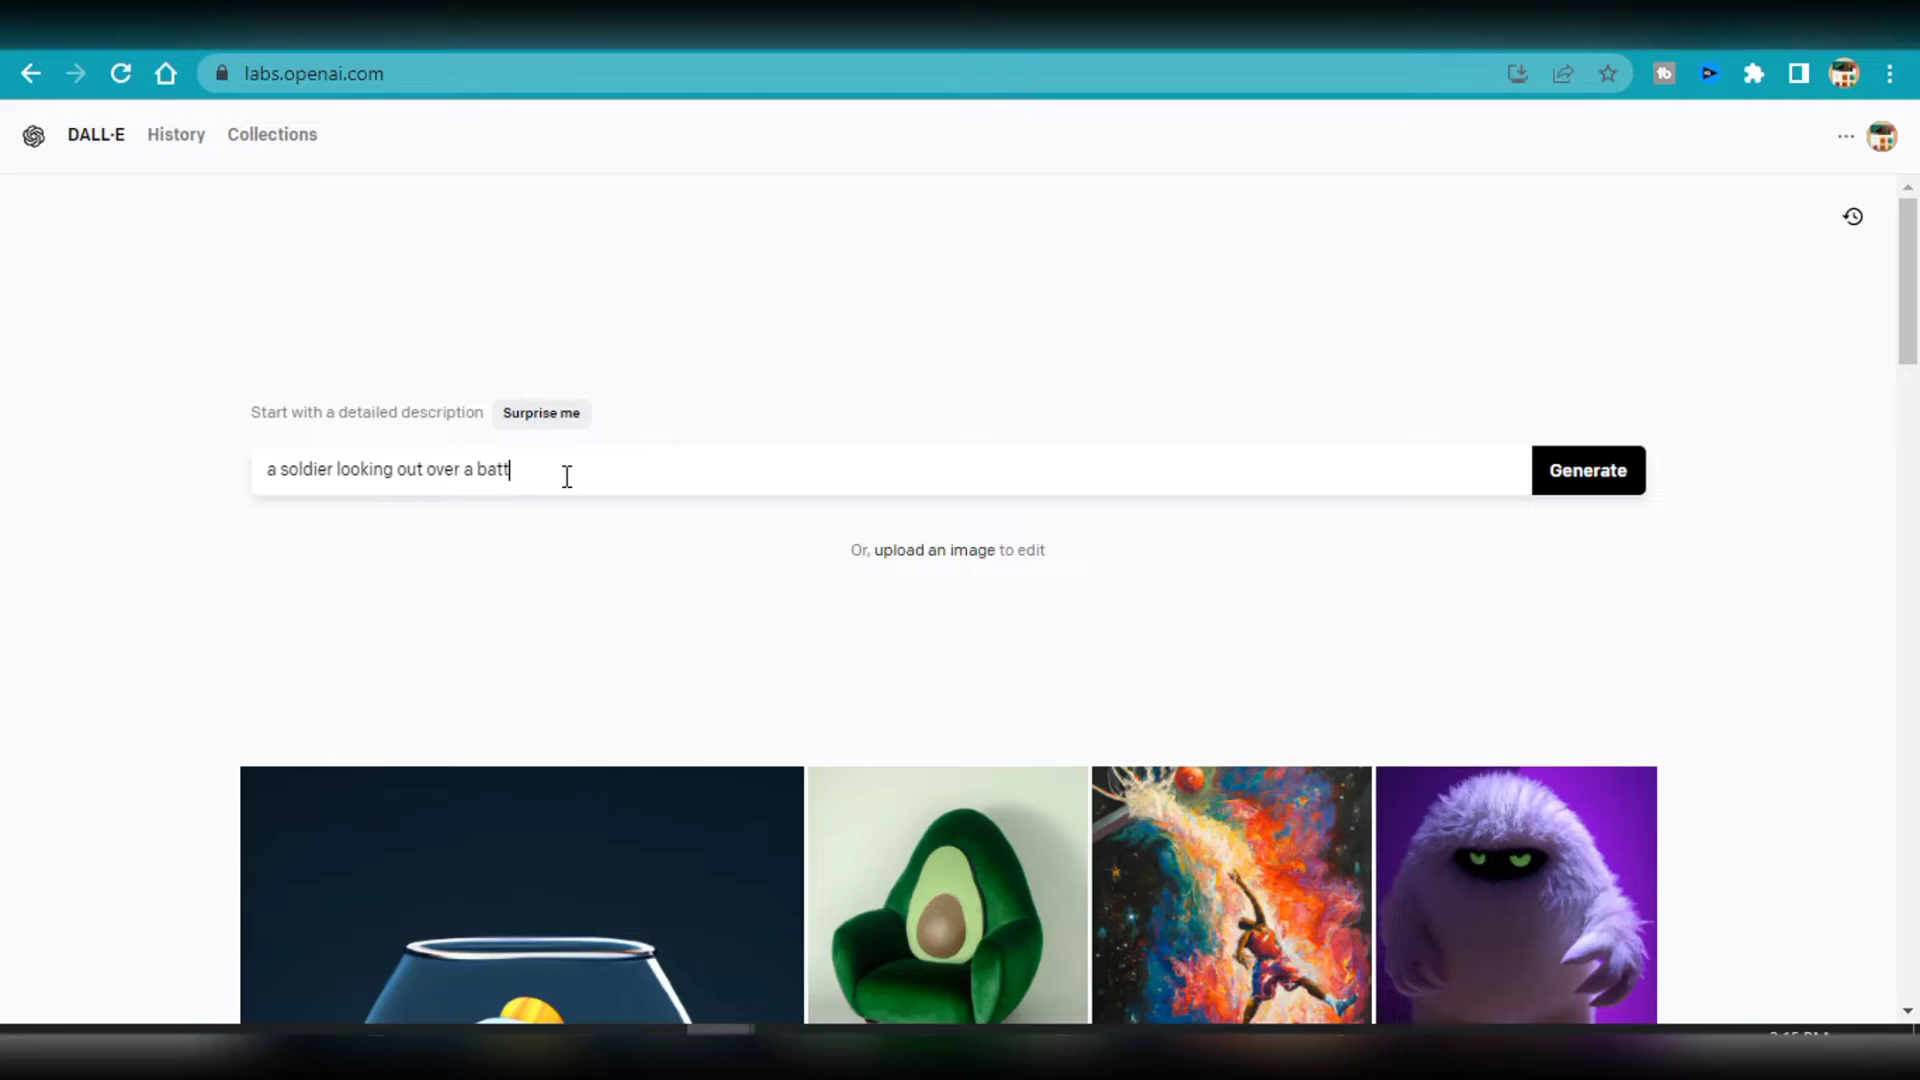 labs.openai.com
DALL·E History Collections
Start with a detailed description Surprise me
a soldier looking out over a batt
Generate
Or, upload an image to edit